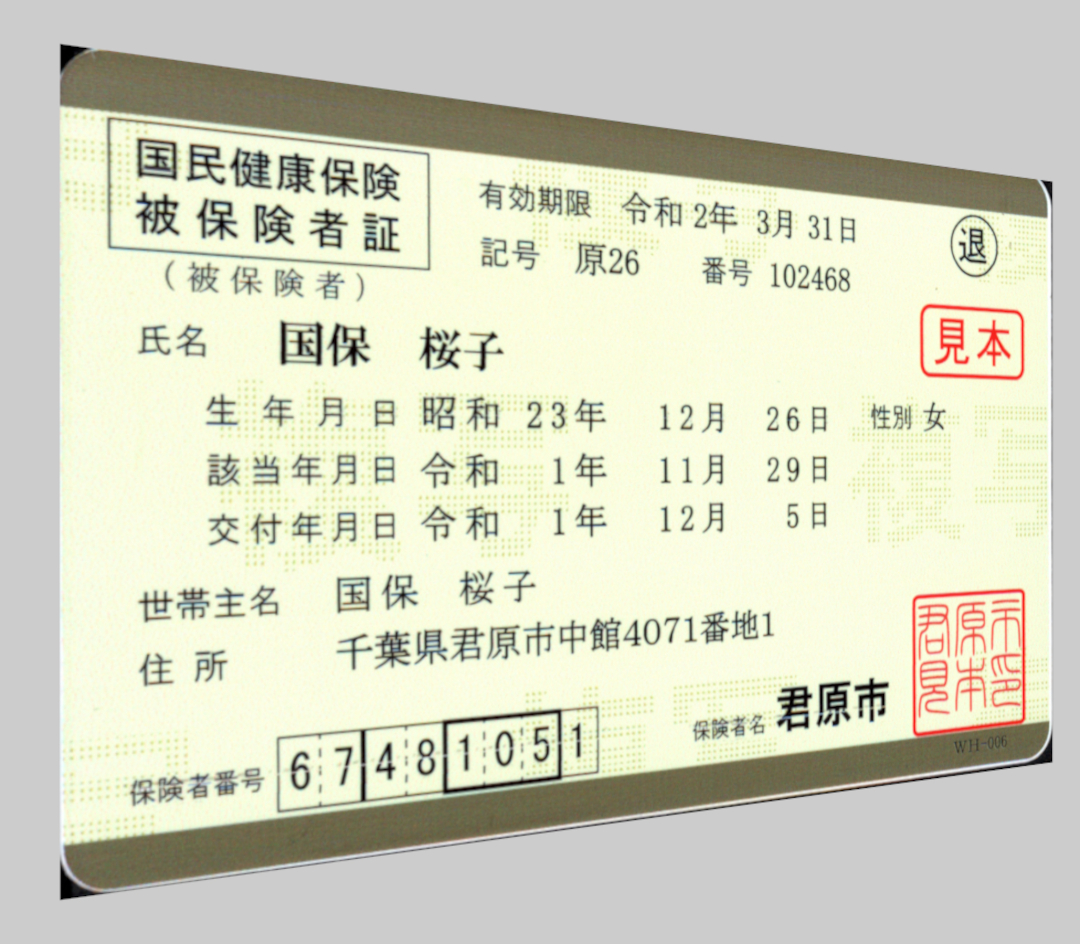 国民健康保険
被保険者証
(被保険者)
有効期限 令和 2年 3月 31日
記号 原26 番号 102468
退
見本
氏名 国保 桜子
生年月日 昭和 23年 12月 26日 性別 女
該当年月日 令和 1年 11月 29日
交付年月日 令和 1年 12月 5日
世帯主名 国保 桜子
住所 千葉県君原市中館4071番地1
保険者番号 67481051
保険者名 君原市
君原市
見本印
WH-006